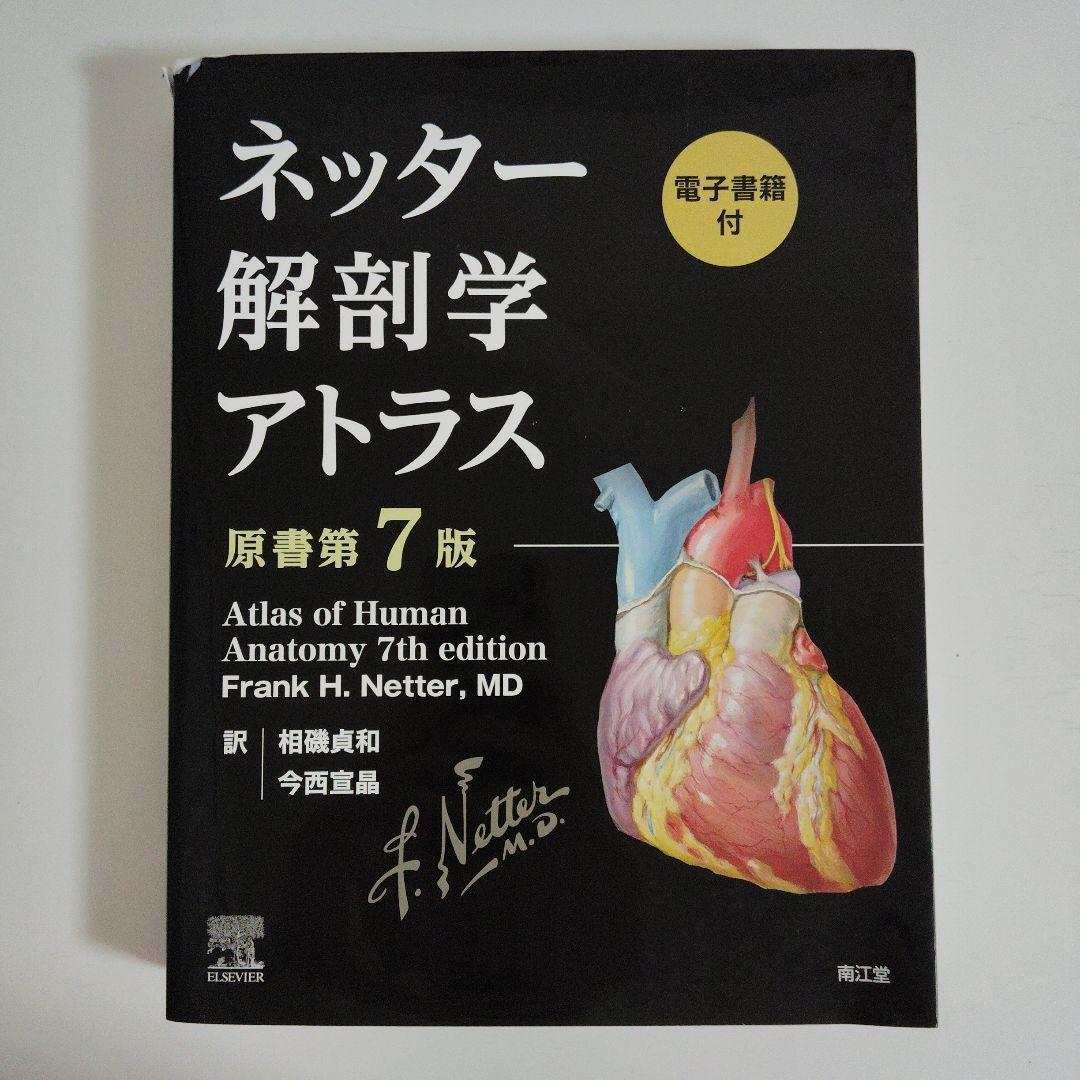 ネッター
解剖学
アトラス
電子書籍
付
原書第7版
Atlas of Human
Anatomy 7th edition
Frank H. Netter, MD
訳 相磯貞和
今西宣晶
F. Netter
M.D.
ELSEVIER
南江堂